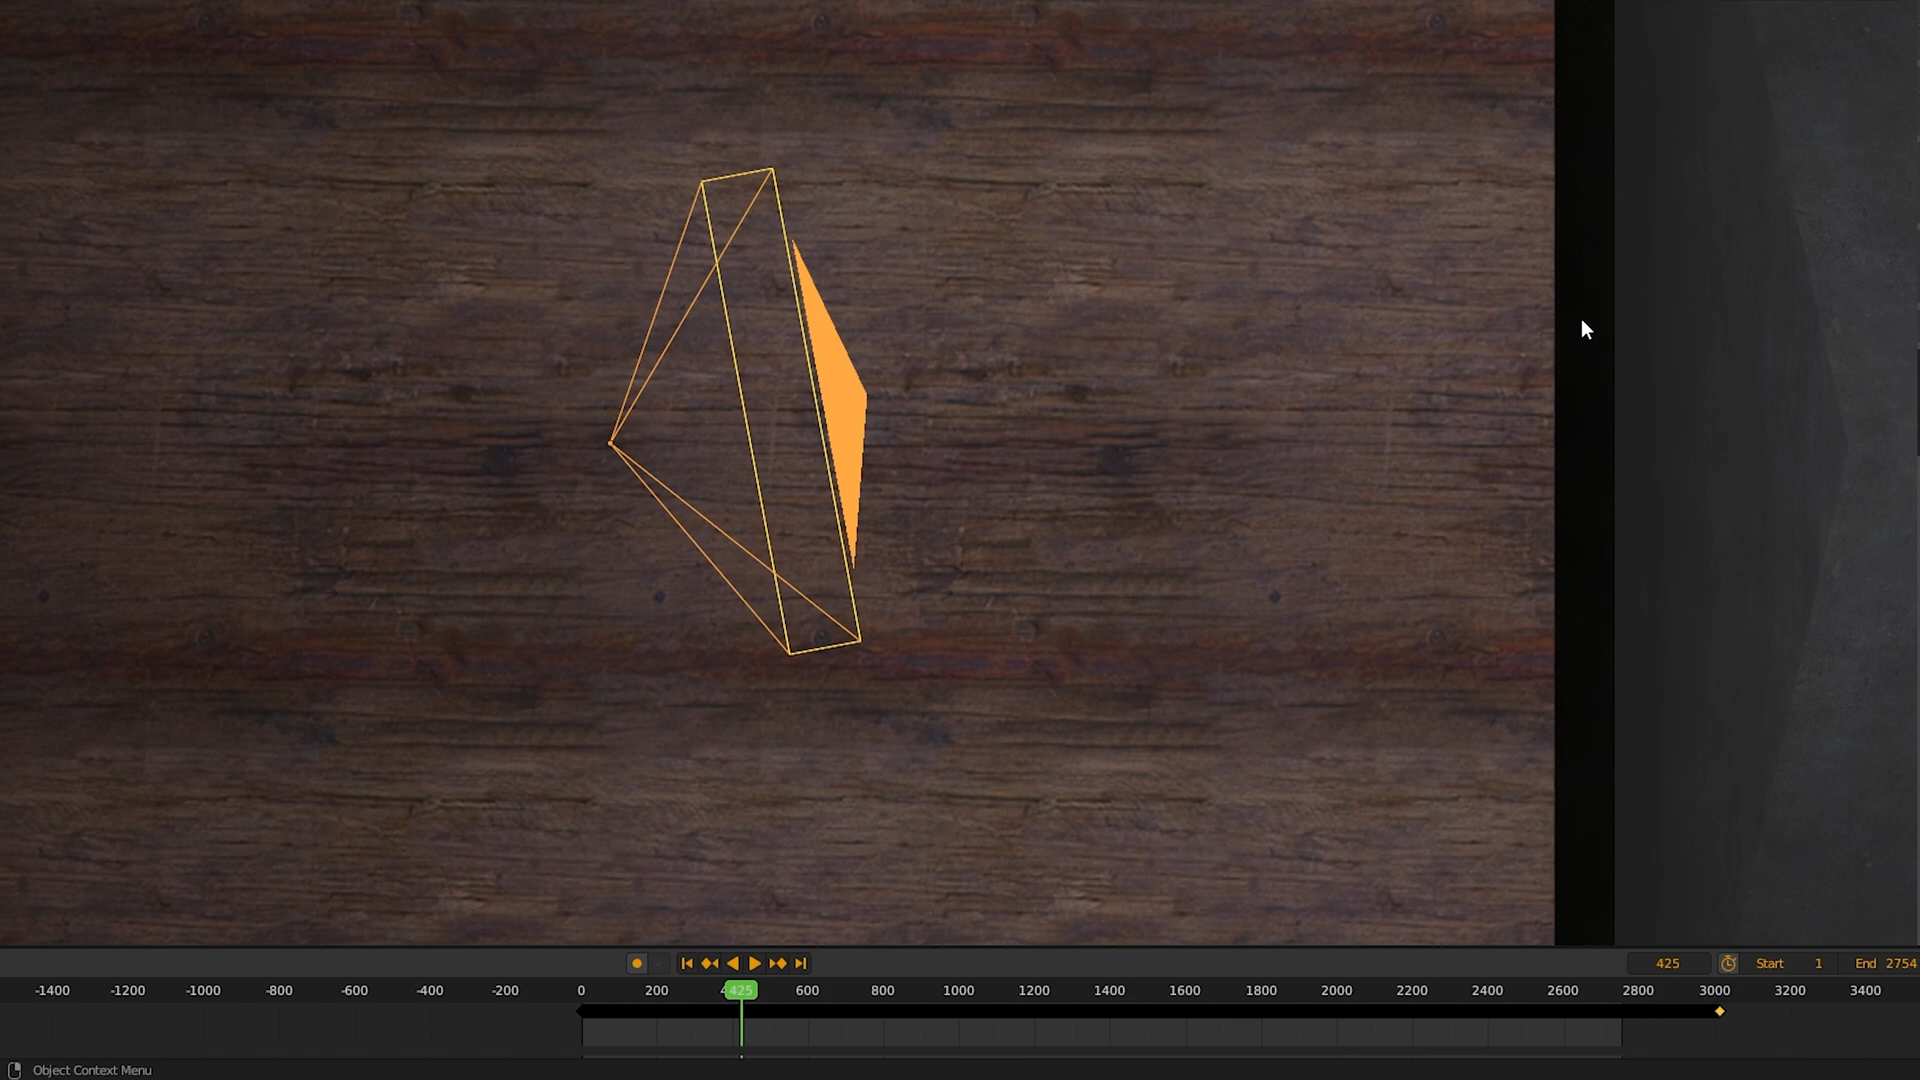 425 Start 1 End 2754
-1400 -1200 -1000 -800 -600 -400 -200 0 200 425 600 800 1000 1200 1400 1600 1800 2000 2200 2400 2600 2800 3000 3200 3400
Object Context Menu